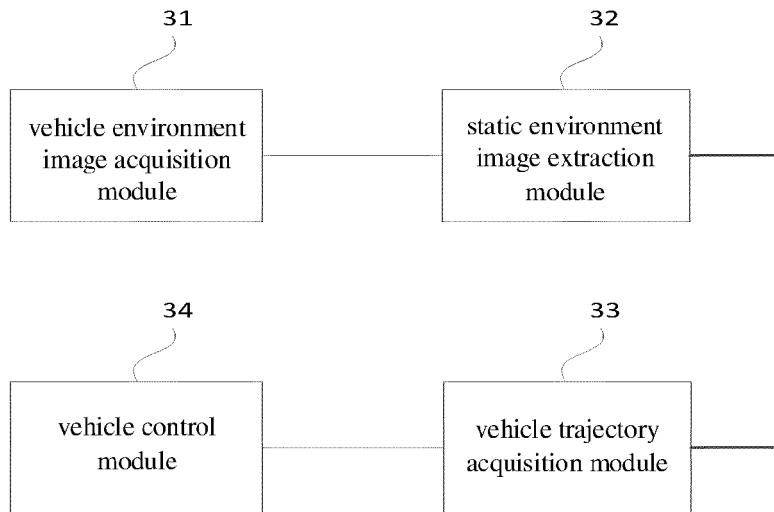 31
32
vehicle environment
image acquisition
module
static environment
image extraction
module
34
33
vehicle control
module
vehicle trajectory
acquisition module